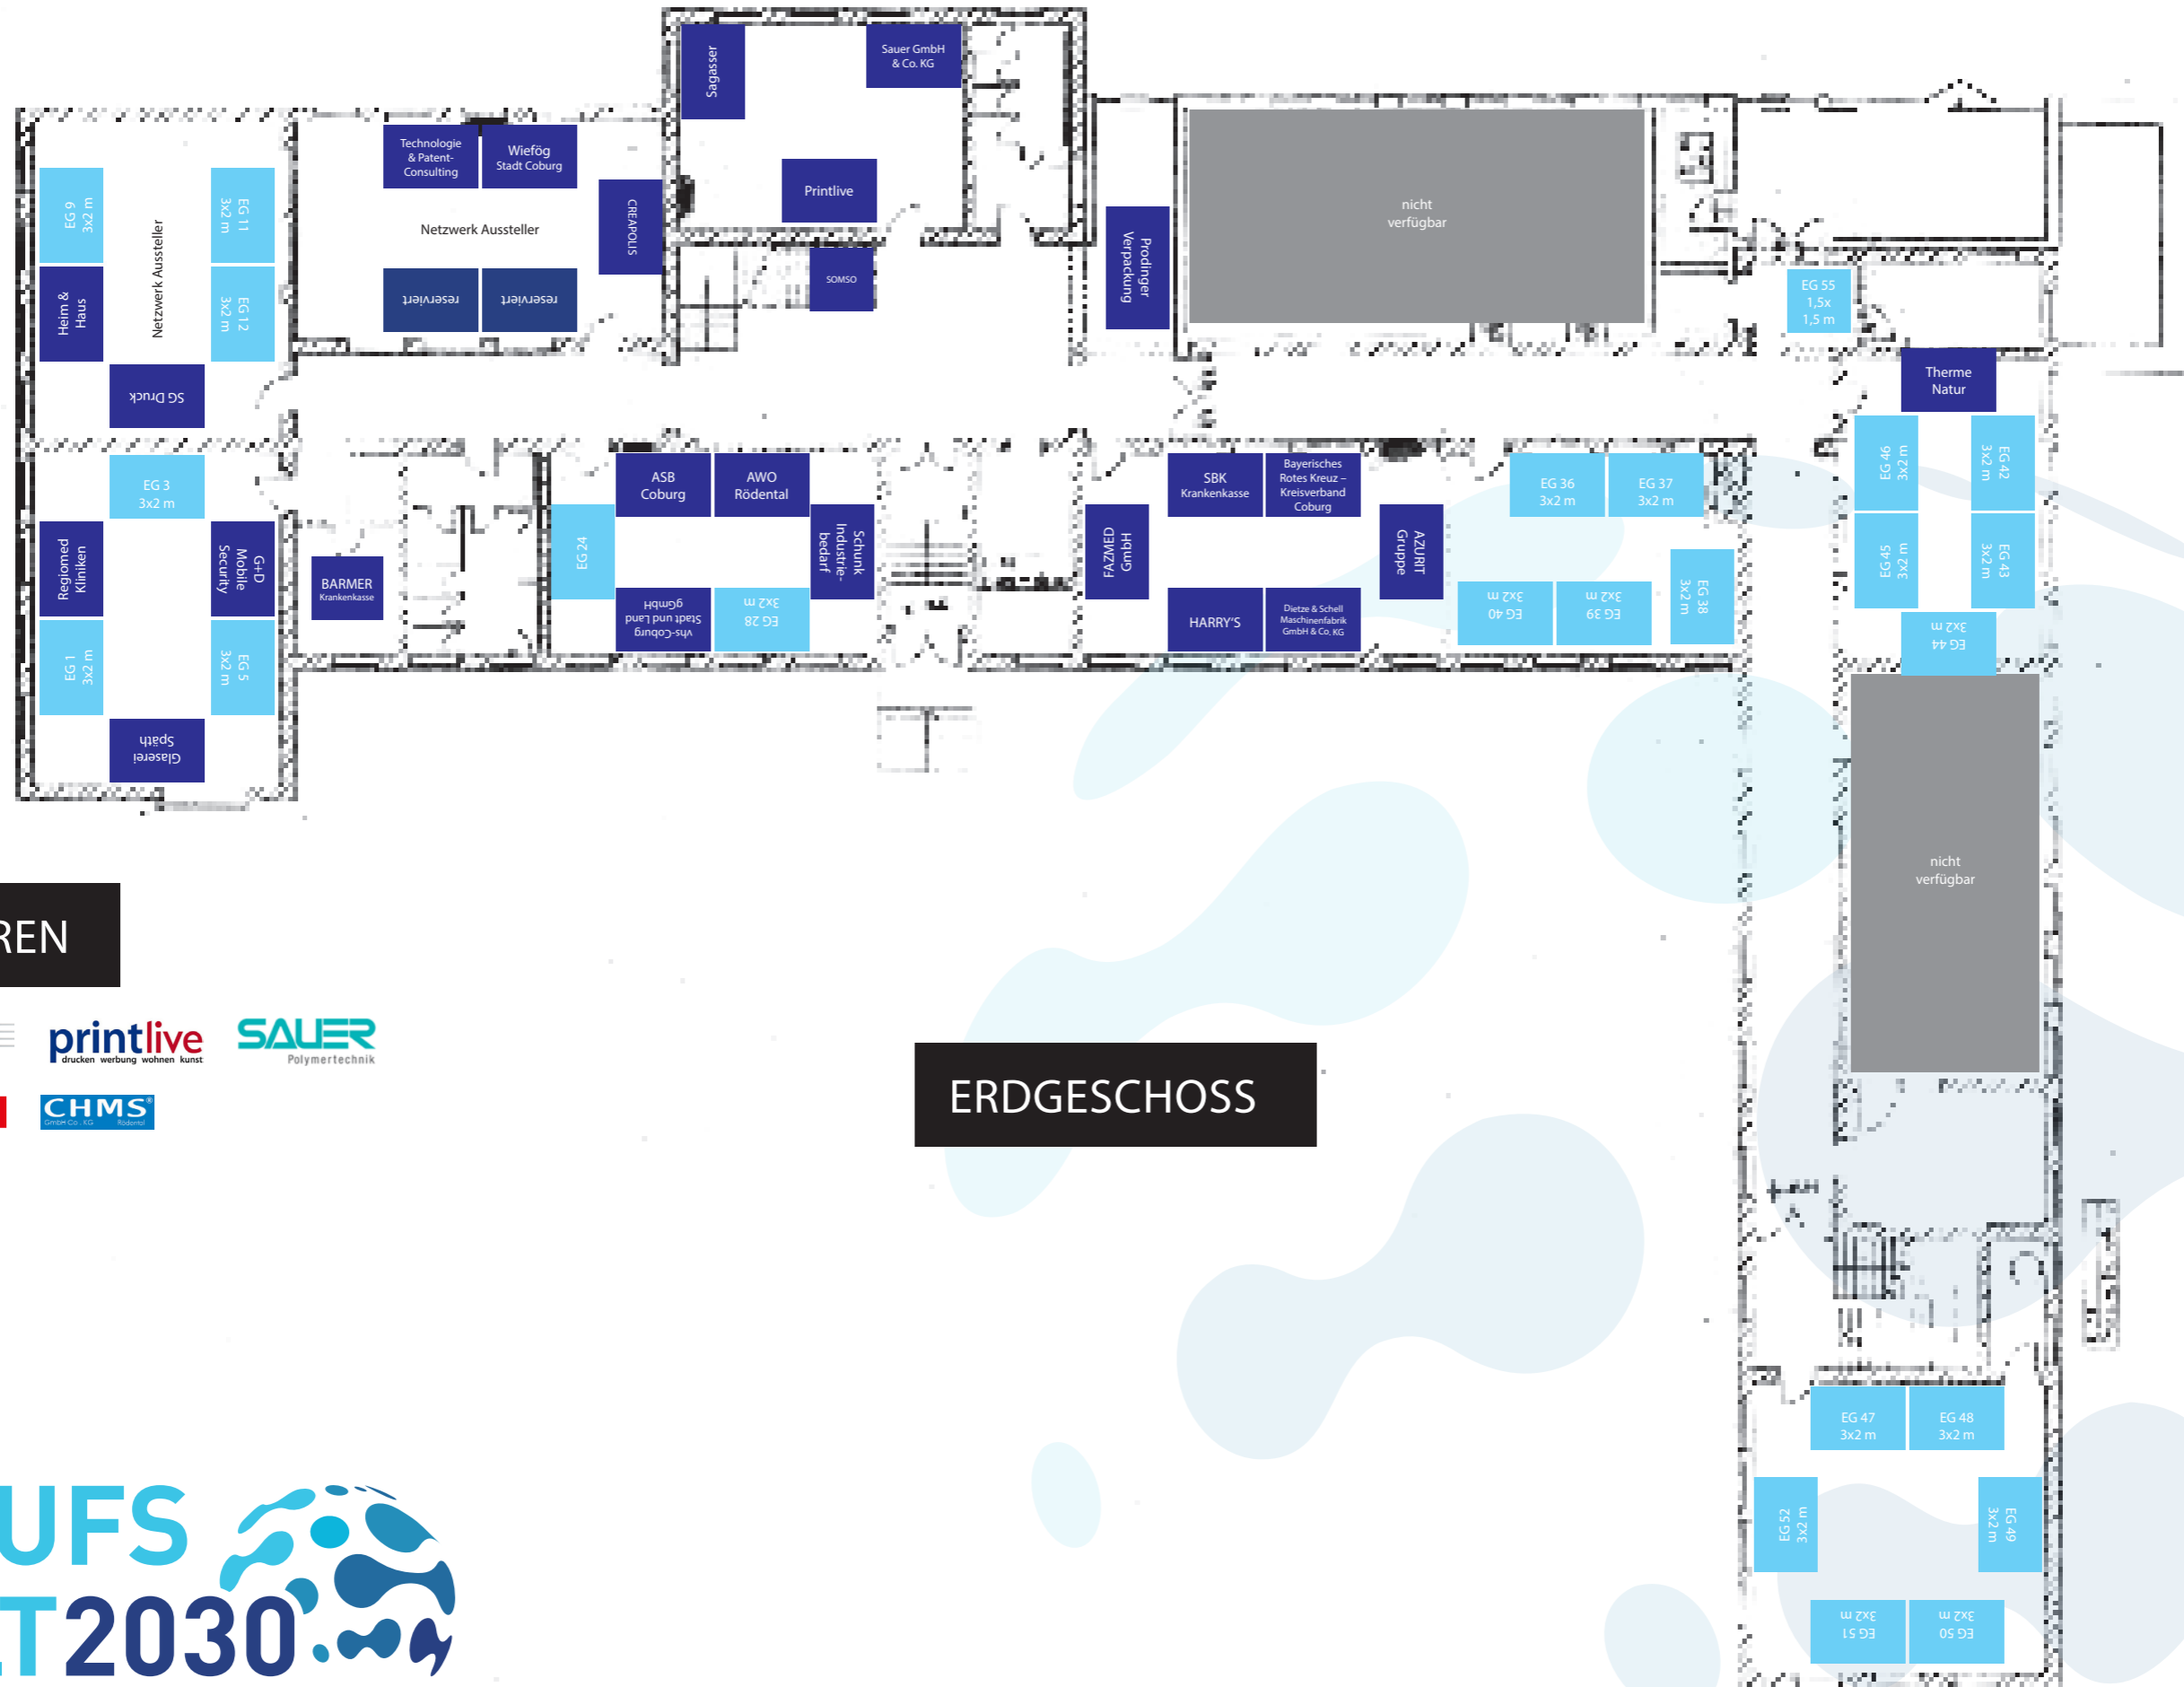 Sagasser
Sauer GmbH
& Co. KG
Printlive
SOMSO
Technologie
& Patent-
Consulting
Wiefög
Stadt Coburg
CREAPOLIS
Netzwerk Aussteller
reserviert
reserviert
EG 9
3x2 m
Heim &
Haus
Netzwerk Aussteller
EG 11
3x2 m
EG 12
3x2 m
SG Druck
Prodinger
Verpackung
nicht
verfügbar
EG 55
1,5x
1,5 m
Therme
Natur
EG 46
3x2 m
EG 42
3x2 m
EG 45
3x2 m
EG 43
3x2 m
EG 44
3x2 m
EG 3
3x2 m
Regiomed
Kliniken
G+D
Mobile
Security
EG 1
3x2 m
EG 5
3x2 m
Glaserei
Späth
BARMER
Krankenkasse
EG 24
ASB
Coburg
AWO
Rödental
Schunk
Industrie-
bedarf
vhs-Coburg
Stadt und Land
gGmbH
EG 28
3x2 m
FAZMED
GmbH
SBK
Krankenkasse
Bayerisches
Rotes Kreuz –
Kreisverband
Coburg
AZURIT
Gruppe
HARRY'S
Dietze & Schell
Maschinenfabrik
GmbH & Co. KG
EG 36
3x2 m
EG 37
3x2 m
EG 38
3x2 m
EG 40
3x2 m
EG 39
3x2 m
nicht
verfügbar
REN
printlive
drucken werbung wohnen kunst
SAUER
Polymertechnik
CHMS®
GmbH Co. KG Rödental
ERDGESCHOSS
EG 47
3x2 m
EG 48
3x2 m
EG 52
3x2 m
EG 49
3x2 m
EG 51
3x2 m
EG 50
3x2 m
UFS
LT2030